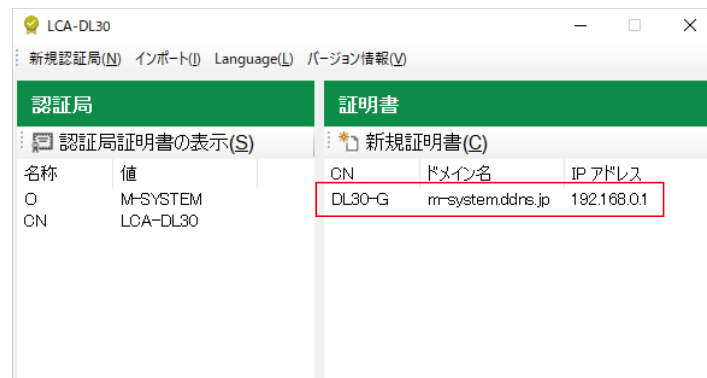 LCA-DL30
新規認証局(N) インポート(I) Language(L) バージョン情報(V)
認証局
認証局証明書の表示(S)
名称 値
O M-SYSTEM
CN LCA-DL30
証明書
新規証明書(C)
CN ドメイン名 IP アドレス
DL30-G m-system.ddns.jp 192.168.0.1